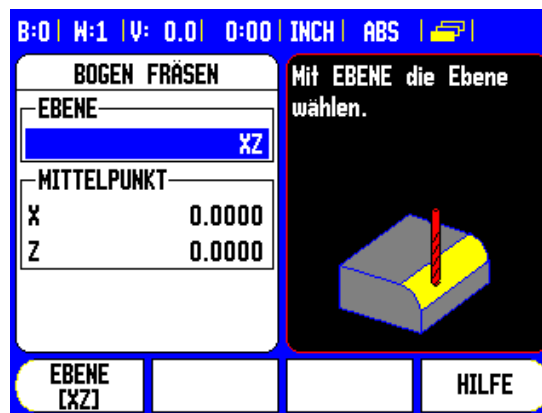 B:0| W:1 |V: 0.0| 0:00| INCH| ABS | |
BOGEN FRÄSEN
EBENE
XZ
MITTELPUNKT
X 0.0000
Z 0.0000
Mit EBENE die Ebene
wählen.
EBENE
[XZ]
HILFE